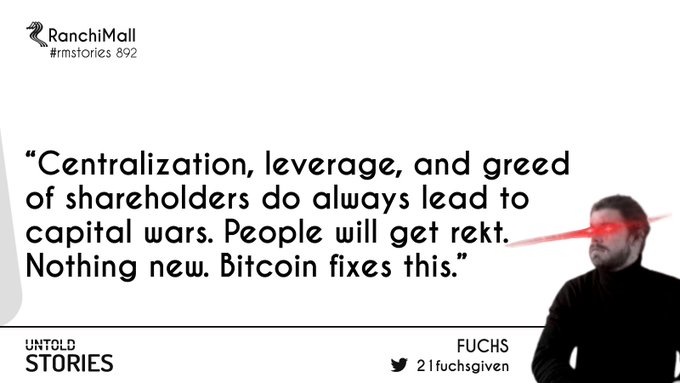 RanchiMall
#rmstories 892
“Centralization, leverage, and greed
of shareholders do always lead to
capital wars. People will get rekt.
Nothing new. Bitcoin fixes this.”
UNTOLD
STORIES
FUCHS
21fuchsgiven